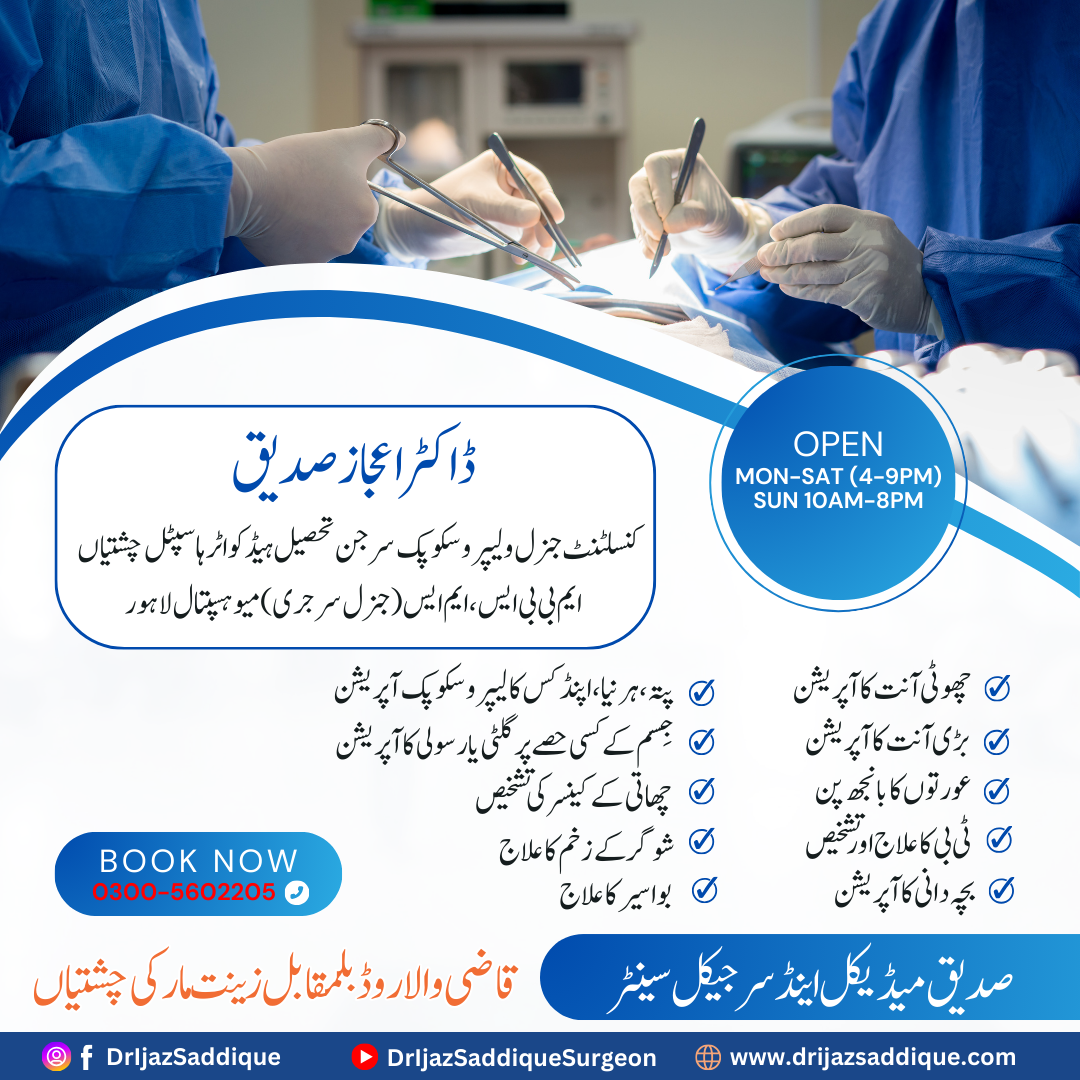 ڈاکٹر اعجاز صدیق
کنسلٹنٹ جنرل و لیپروسکوپک سرجن تحصیل ہیڈ کواٹر ہاسپٹل چشتیاں
ایم بی بی ایس، ایم ایس (جنرل سرجری) میو ہسپتال لاہور
OPEN
MON-SAT (4-9PM)
SUN 10AM-8PM
چھوٹی آنت کا آپریشن
بڑی آنت کا آپریشن
عورتوں کا بانجھ پن
ٹی بی کا علاج اور تشخیص
بچہ دانی کا آپریشن
پتہ، ہرنیا، اپنڈکس کا لیپروسکوپک آپریشن
جِسم کے کسی حصے پر گلٹی یا رسولی کا آپریشن
چھاتی کے کینسر کی تشخیص
شوگر کے زخم کا علاج
بواسیر کا علاج
BOOK NOW
0300-5602205
صدیق میڈیکل اینڈ سرجیکل سینٹر
قاضی والا روڈ بلمقابل زینت مارکی چشتیاں
DrIjazSaddique
DrIjazSaddiqueSurgeon
www.drIjazsaddique.com